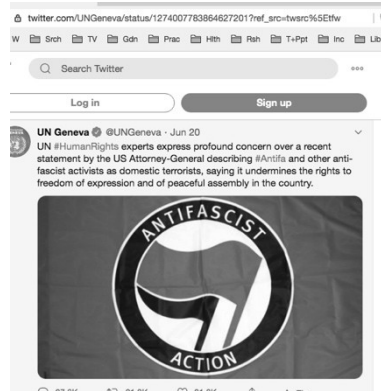 twitter.com/UNGeneva/status/1274007783864627201?ref_src=twsrc%5Etfw
W Srch TV Gdn Prac Hlth Rsh T+Ppt Inc Lib
Search Twitter
Log in Sign up
UN Geneva @UNGeneva · Jun 20
UN #HumanRights experts express profound concern over a recent
statement by the US Attorney-General describing #Antifa and other anti-
fascist activists as domestic terrorists, saying it undermines the rights to
freedom of expression and of peaceful assembly in the country.
ANTIFASCIST
ACTION